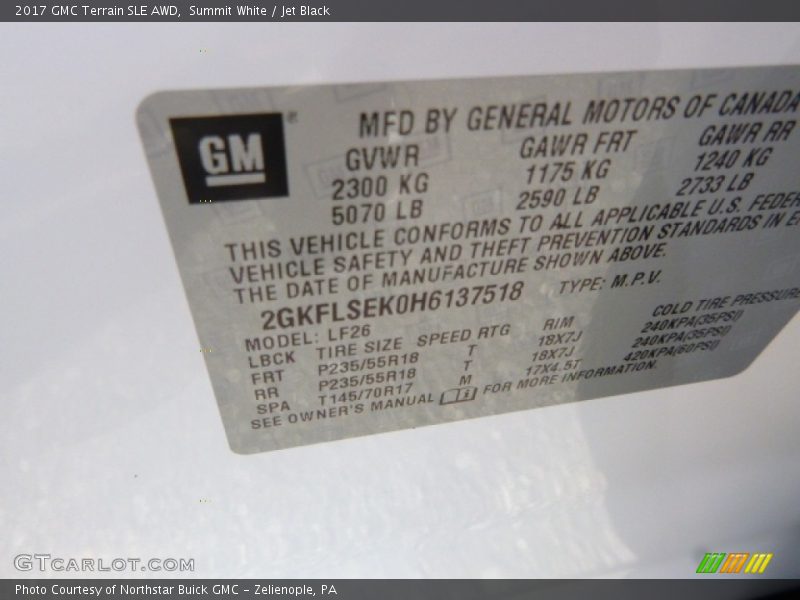 2017 GMC Terrain SLE AWD, Summit White / Jet Black
GM ®
MFD BY GENERAL MOTORS OF CANADA
GVWR GAWR FRT GAWR RR
2300 KG 1175 KG 1240 KG
5070 LB 2590 LB 2733 LB
THIS VEHICLE CONFORMS TO ALL APPLICABLE U.S. FEDER
VEHICLE SAFETY AND THEFT PREVENTION STANDARDS IN
THE DATE OF MANUFACTURE SHOWN ABOVE.
2GKFLSEK0H6137518 TYPE: M.P.V.
MODEL: LF26
LBCK TIRE SIZE SPEED RTG RIM COLD TIRE PRESSURE
FRT P235/55R18 T 18X7J 240KPA(35PSI)
RR P235/55R18 T 18X7J 240KPA(35PSI)
SPA T145/70R17 M 17X4.5T 420KPA(60PSI)
SEE OWNER'S MANUAL i FOR MORE INFORMATION.
GTCARLOT.COM
Photo Courtesy of Northstar Buick GMC - Zelienople, PA